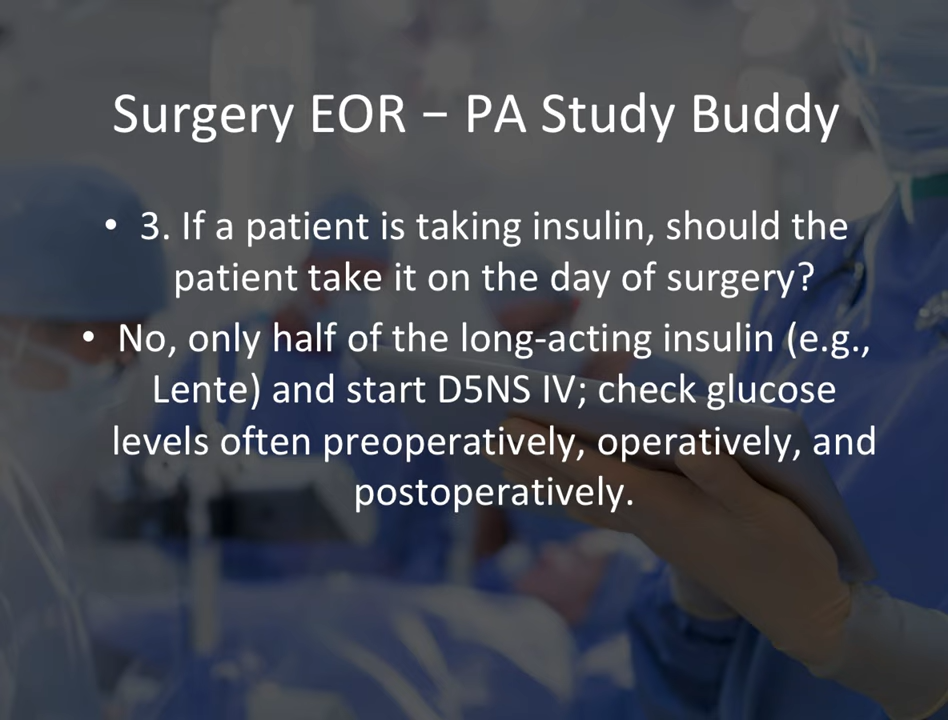 Surgery EOR – PA Study Buddy
• 3. If a patient is taking insulin, should the
patient take it on the day of surgery?
• No, only half of the long-acting insulin (e.g.,
Lente) and start D5NS IV; check glucose
levels often preoperatively, operatively, and
postoperatively.